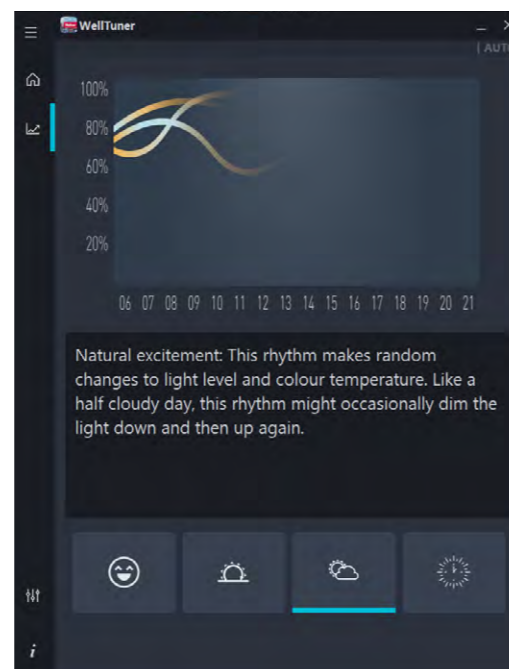 WellTuner
| AUT
100%
80%
60%
40%
20%
06 07 08 09 10 11 12 13 14 15 16 17 18 19 20 21
Natural excitement: This rhythm makes random
changes to light level and colour temperature. Like a
half cloudy day, this rhythm might occasionally dim the
light down and then up again.
i